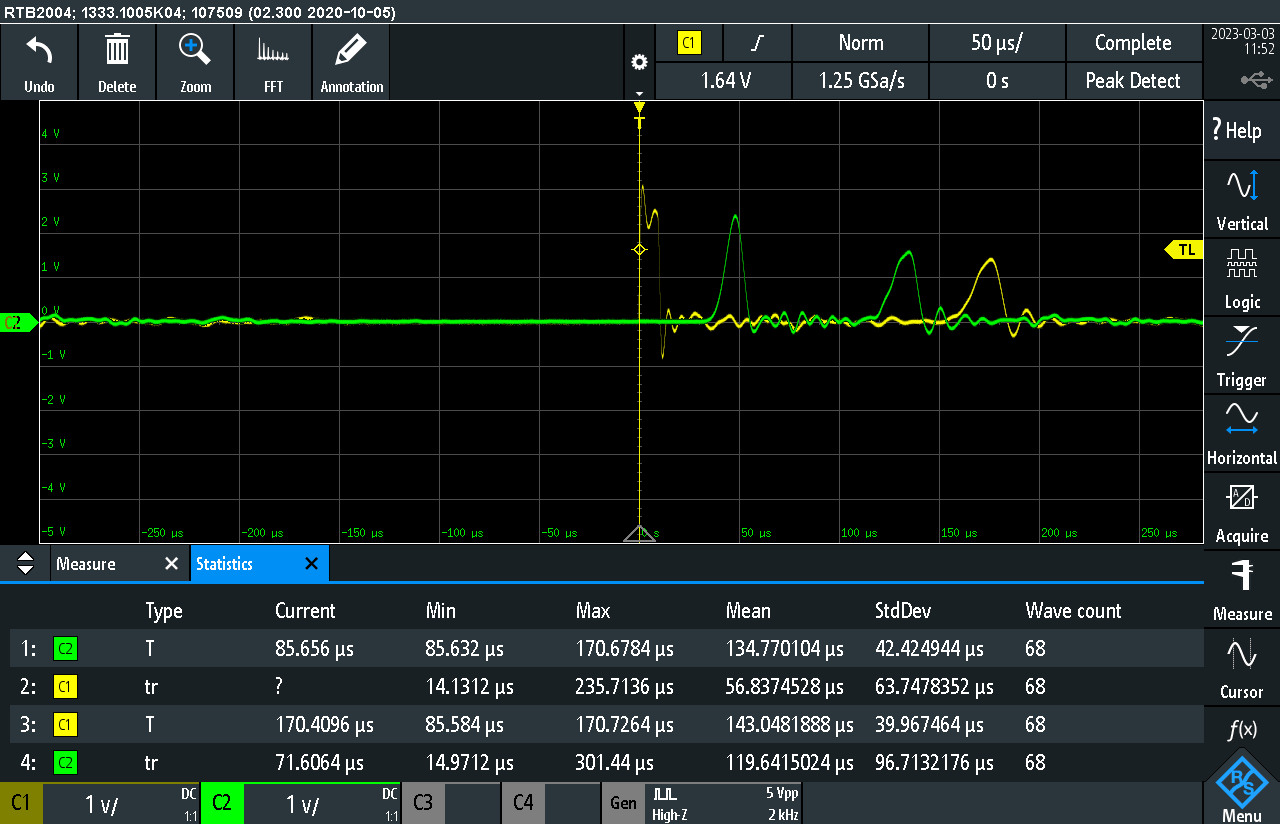 RTB2004; 1333.1005K04; 107509 (02.300 2020-10-05)
Undo
Delete
Zoom
FFT
Annotation
C1
Norm
50 µs/
Complete
1.64 V
1.25 GSa/s
0 s
Peak Detect
2023-03-03
11:52
? Help
Vertical
Logic
Trigger
Horizontal
A/D
Acquire
Measure
Cursor
f(x)
R S
Menu
T
4 V
3 V
2 V
1 V
0 V
-1 V
-2 V
-3 V
-4 V
-5 V
C2
TL
-250 µs
-200 µs
-150 µs
-100 µs
-50 µs
0 s
50 µs
100 µs
150 µs
200 µs
250 µs
Measure
Statistics
Type Current Min Max Mean StdDev Wave count
1: C2 T 85.656 µs 85.632 µs 170.6784 µs 134.770104 µs 42.424944 µs 68
2: C1 tr ? 14.1312 µs 235.7136 µs 56.8374528 µs 63.7478352 µs 68
3: C1 T 170.4096 µs 85.584 µs 170.7264 µs 143.0481888 µs 39.967464 µs 68
4: C2 tr 71.6064 µs 14.9712 µs 301.44 µs 119.6415024 µs 96.7132176 µs 68
C1 1 V/ DC 1:1
C2 1 V/ DC 1:1
C3
C4
Gen High-Z 5 Vpp 2 kHz